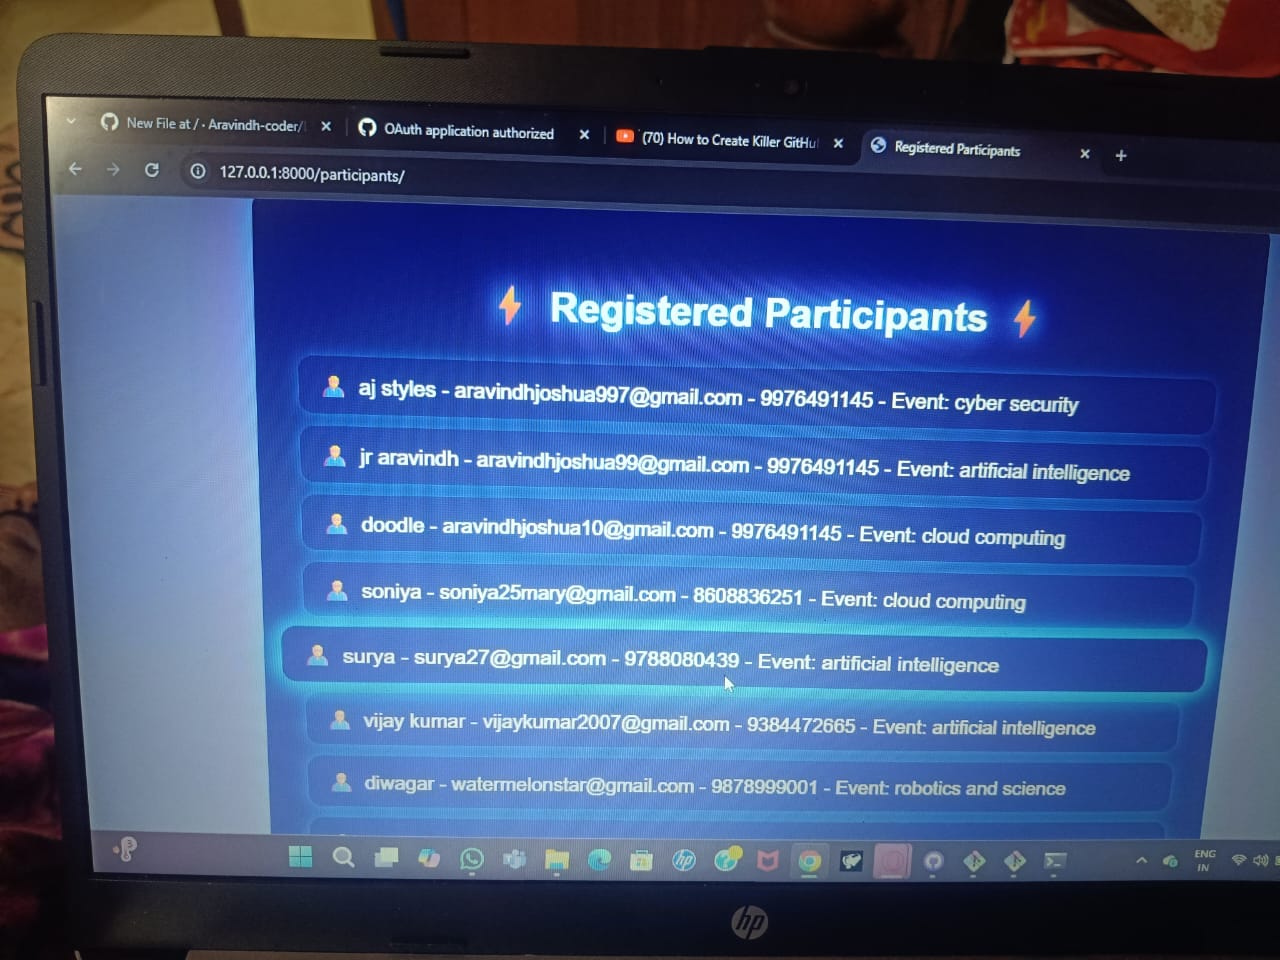 New File at / · Aravindh-coder/
OAuth application authorized
(70) How to Create Killer GitHu
Registered Participants
127.0.0.1:8000/participants/
⚡ Registered Participants ⚡
aj styles - aravindhjoshua997@gmail.com - 9976491145 - Event: cyber security
jr aravindh - aravindhjoshua99@gmail.com - 9976491145 - Event: artificial intelligence
doodle - aravindhjoshua10@gmail.com - 9976491145 - Event: cloud computing
soniya - soniya25mary@gmail.com - 8608836251 - Event: cloud computing
surya - surya27@gmail.com - 9788080439 - Event: artificial intelligence
vijay kumar - vijaykumar2007@gmail.com - 9384472665 - Event: artificial intelligence
diwagar - watermelonstar@gmail.com - 9878999001 - Event: robotics and science
3
hp
ENG
IN
hp